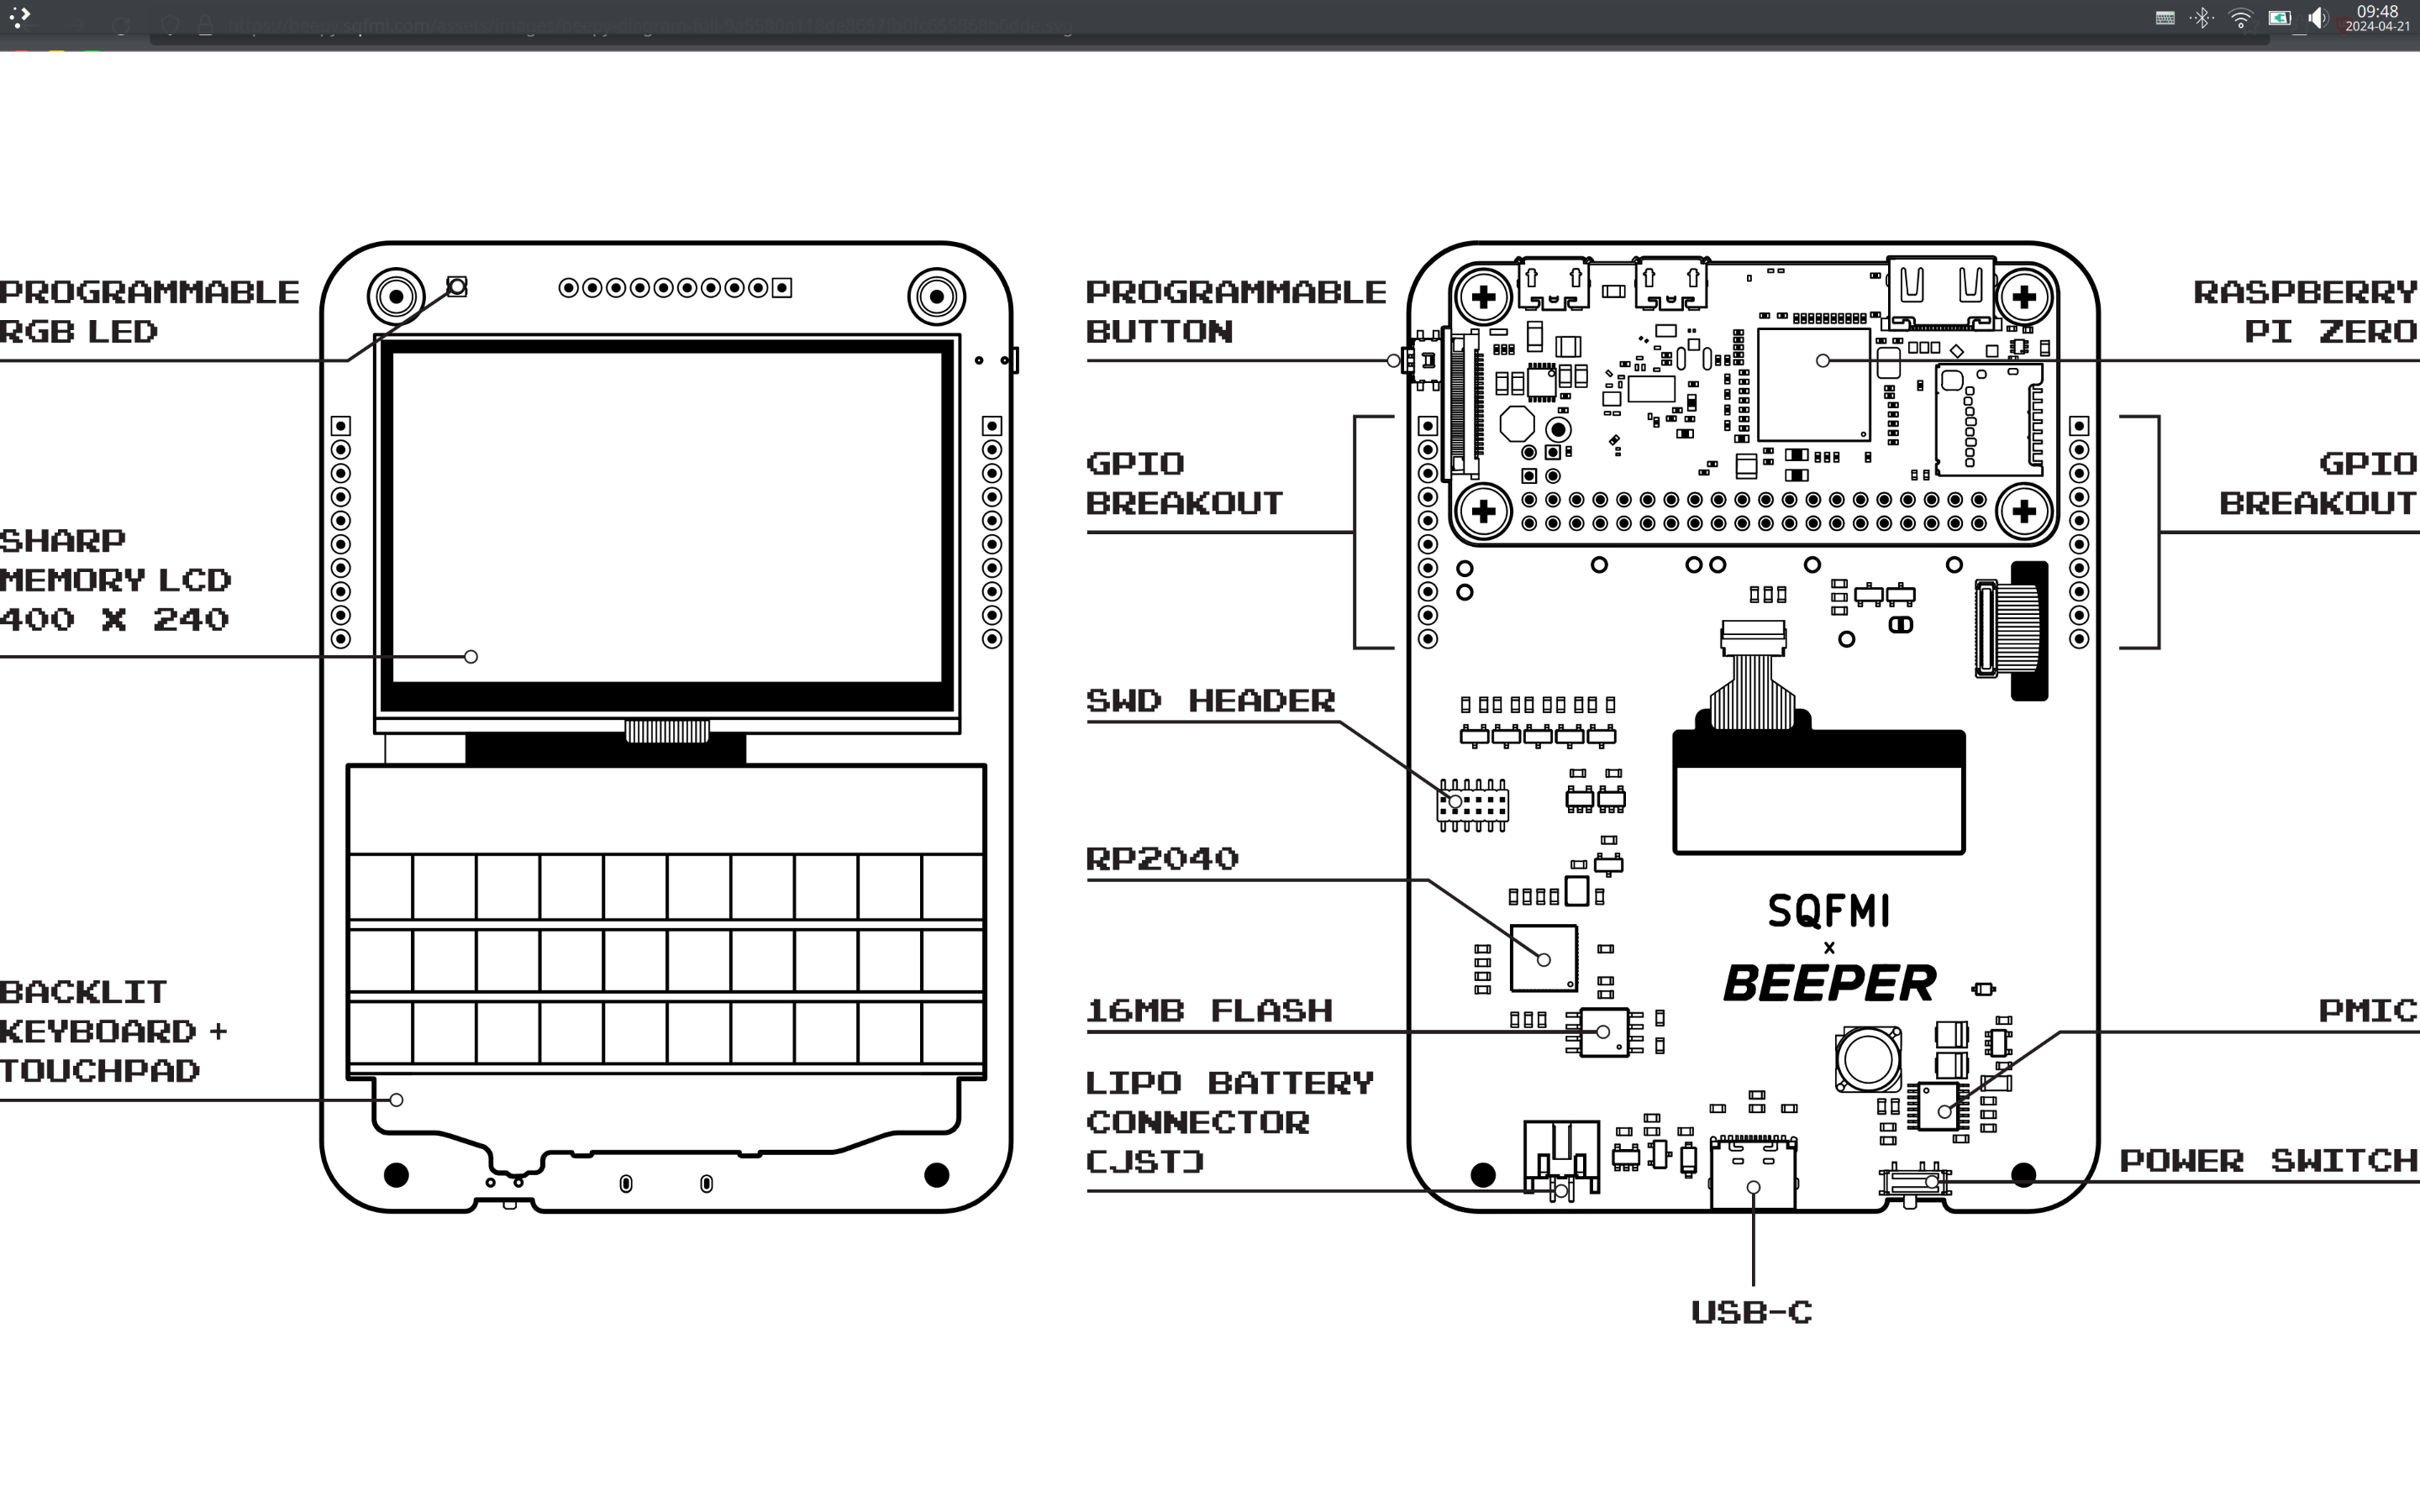 09:48
2024-04-21
PROGRAMMABLE
RGB LED
SHARP
MEMORY LCD
400 X 240
BACKLIT
KEYBOARD +
TOUCHPAD
PROGRAMMABLE
BUTTON
GPIO
BREAKOUT
SWD HEADER
RP2040
16MB FLASH
LIPO BATTERY
CONNECTOR
(JST)
SQFMI
x
BEEPER
USB-C
RASPBERRY
PI ZERO
GPIO
BREAKOUT
PMIC
POWER SWITCH